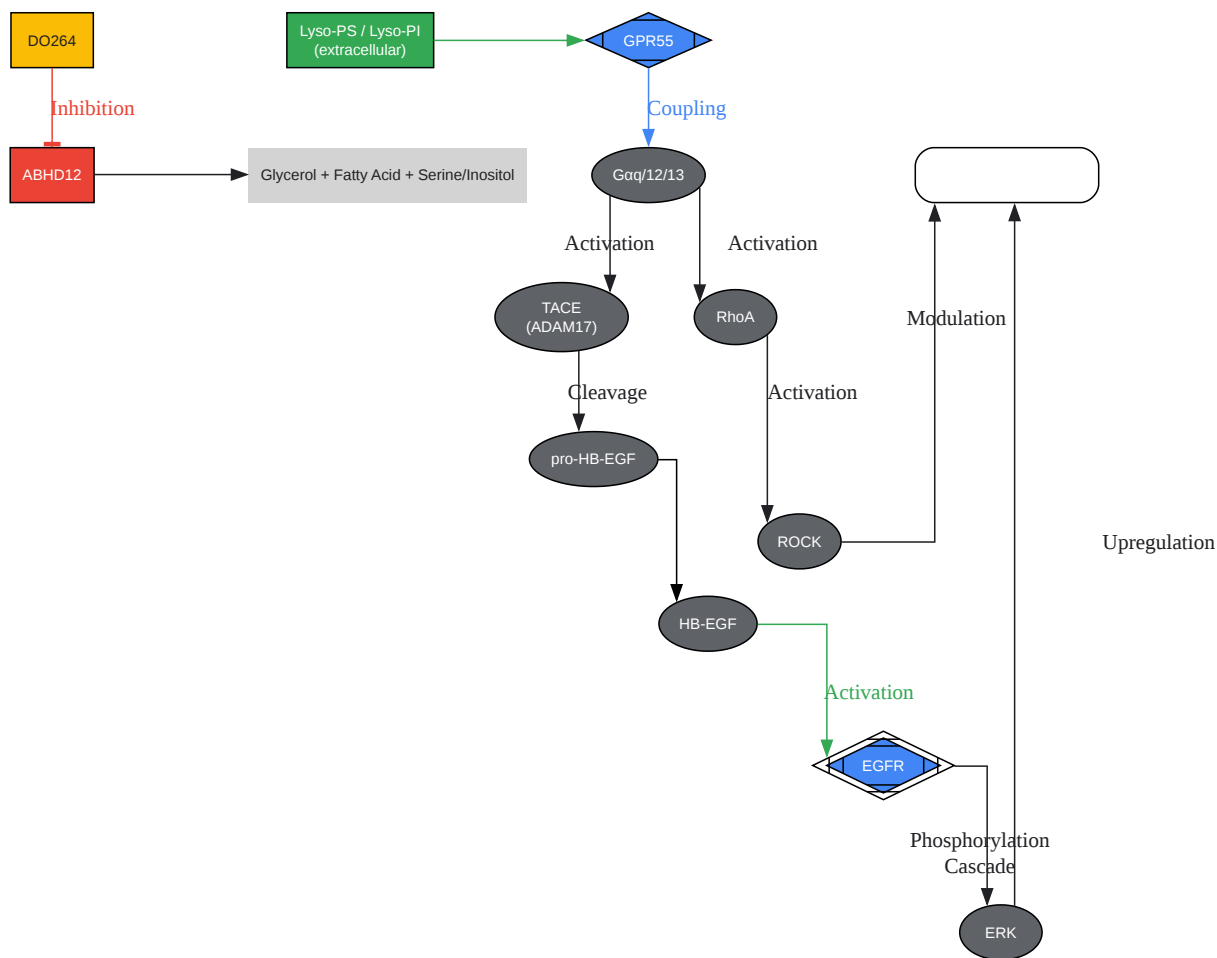 DO264
Lyso-PS / Lyso-PI
(extracellular)
GPR55
Inhibition
Coupling
ABHD12
Glycerol + Fatty Acid + Serine/Inositol
Gαq/12/13
Activation
Activation
TACE
(ADAM17)
RhoA
Modulation
Cleavage
Activation
pro-HB-EGF
ROCK
Upregulation
HB-EGF
Activation
EGFR
Phosphorylation
Cascade
ERK